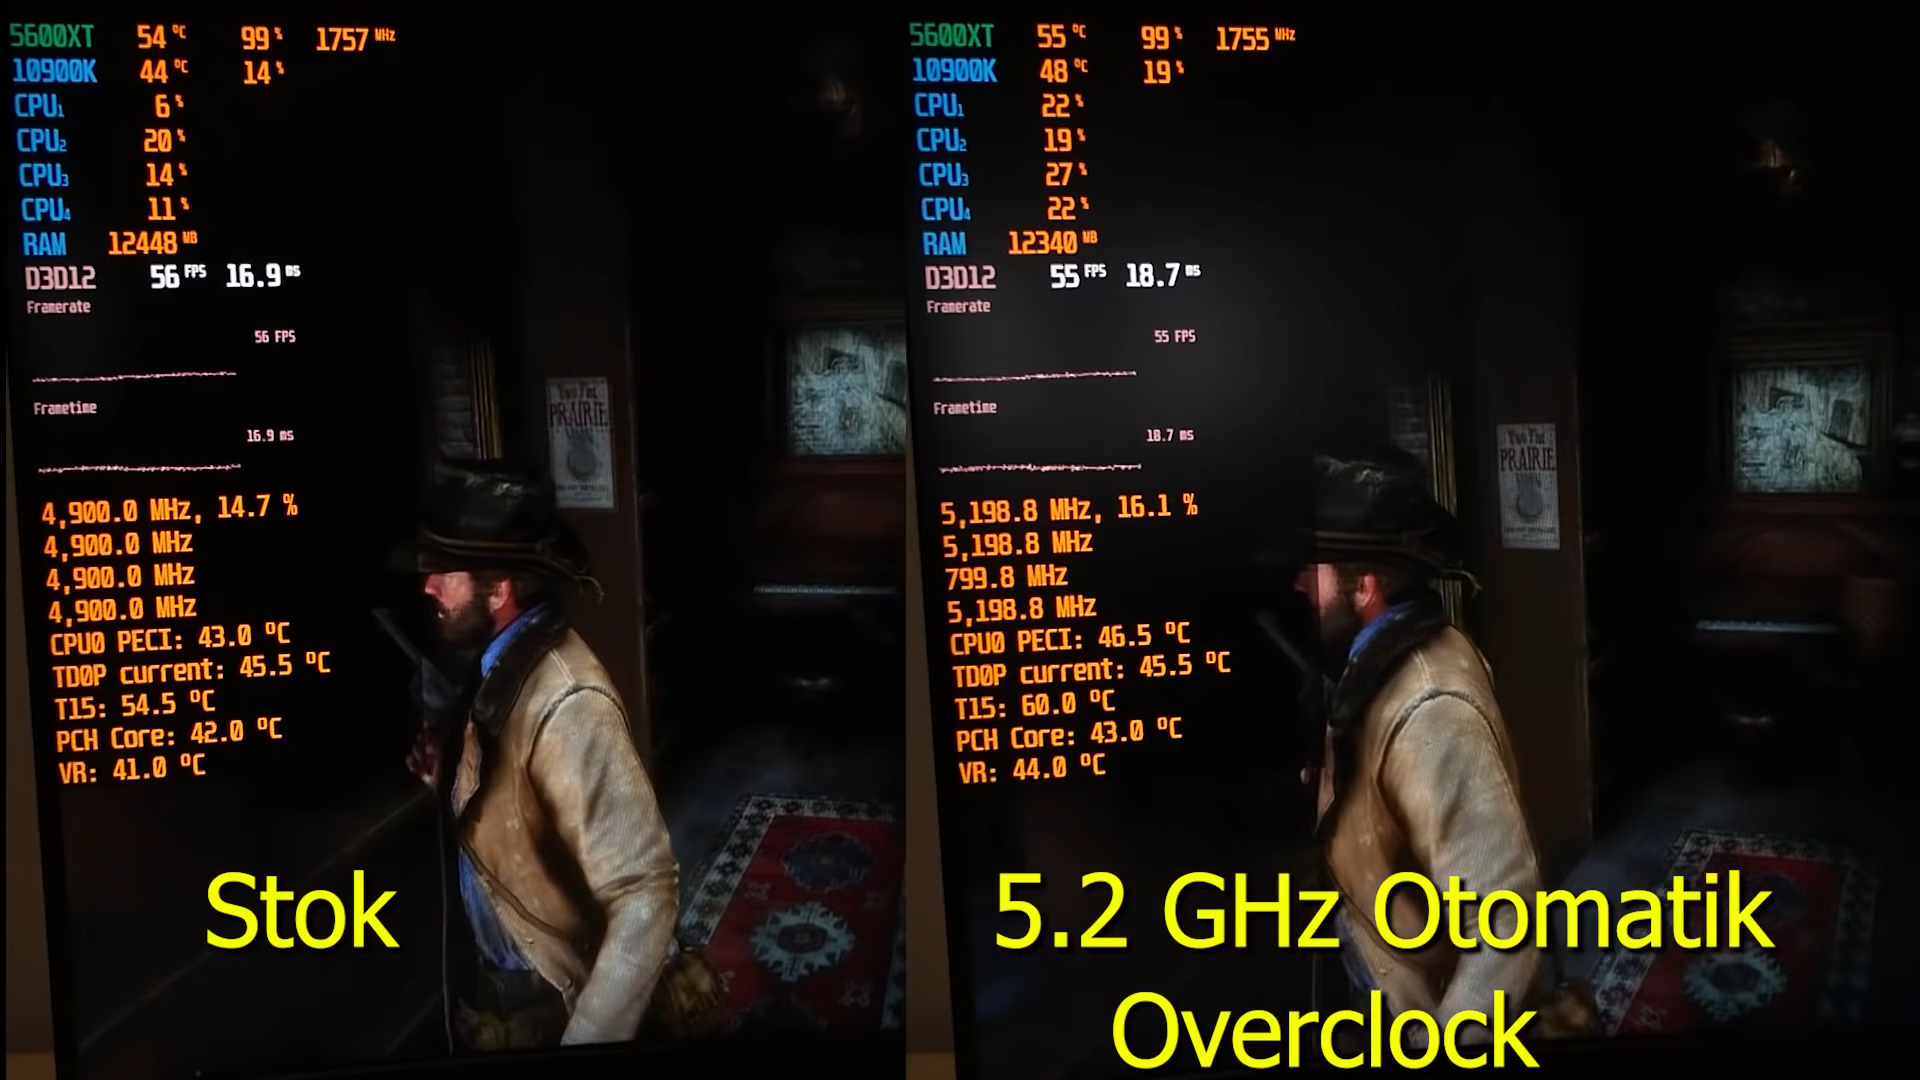 5600XT 54 °C 99 % 1757 MHz
10900K 44 °C 14 %
CPU1 6 %
CPU2 20 %
CPU3 14 %
CPU4 11 %
RAM 12448 MB
D3D12 56 FPS 16.9 ms
Framerate
56 FPS
Frametime
16.9 ms
4,900.0 MHz, 14.7 %
4,900.0 MHz
4,900.0 MHz
4,900.0 MHz
CPU0 PECI: 43.0 °C
TD0P current: 45.5 °C
T15: 54.5 °C
PCH Core: 42.0 °C
VR: 41.0 °C
PRAIRIE
Stok
5600XT 55 °C 99 % 1755 MHz
10900K 48 °C 19 %
CPU1 22 %
CPU2 19 %
CPU3 27 %
CPU4 22 %
RAM 12340 MB
D3D12 55 FPS 18.7 ms
Framerate
55 FPS
Frametime
18.7 ms
5,198.8 MHz, 16.1 %
5,198.8 MHz
799.8 MHz
5,198.8 MHz
CPU0 PECI: 46.5 °C
TD0P current: 45.5 °C
T15: 60.0 °C
PCH Core: 43.0 °C
VR: 44.0 °C
PRAIRIE
5.2 GHz Otomatik
Overclock